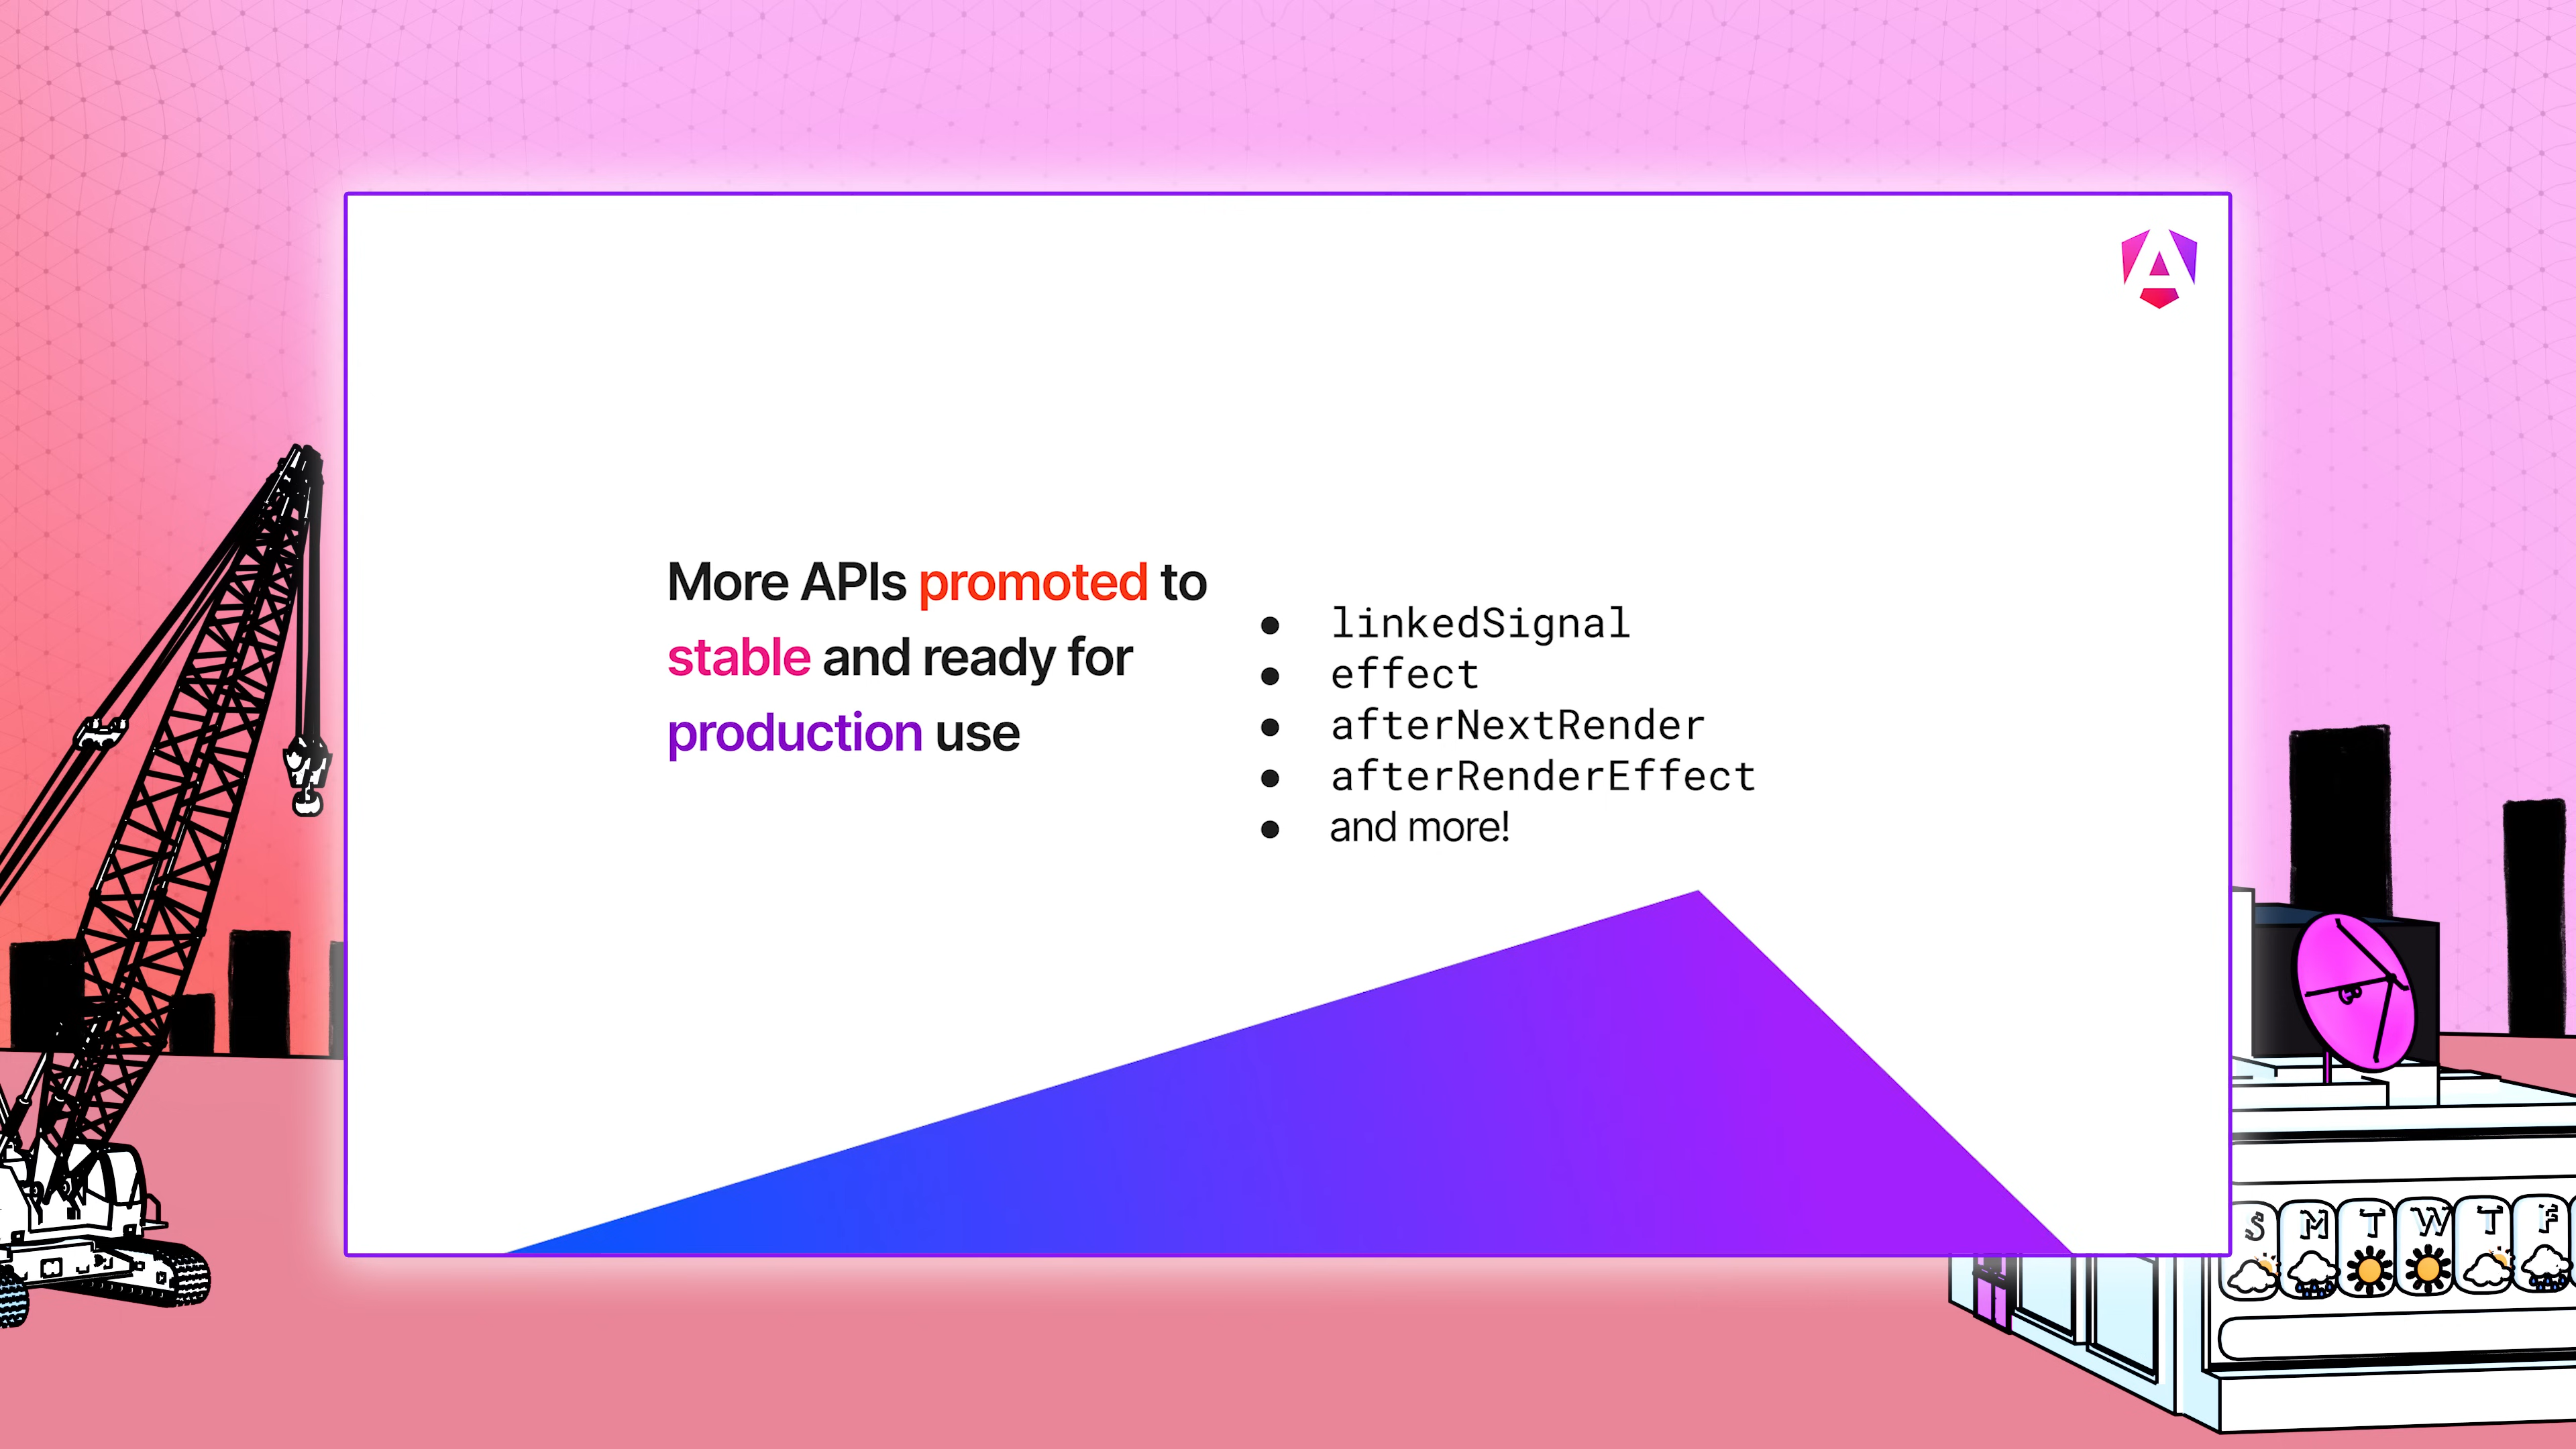 More APIs promoted to
stable and ready for
production use
● linkedSignal
● effect
● afterNextRender
● afterRenderEffect
● and more!
S M T W T F